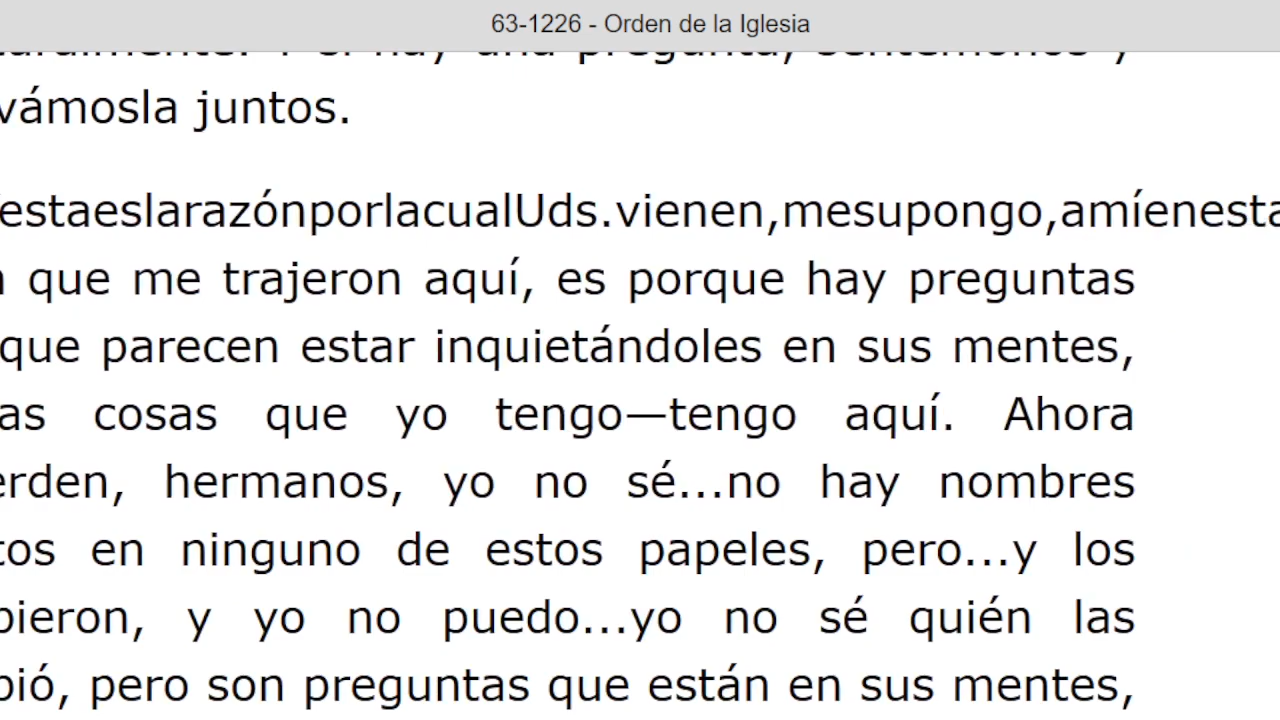 63-1226 - Orden de la Iglesia
vámosla juntos.
estaeslarazónporlacualUds.vienen,mesupongo,amíenesta
que me trajeron aquí, es porque hay preguntas
que parecen estar inquietándoles en sus mentes,
as cosas que yo tengo—tengo aquí. Ahora
erden, hermanos, yo no sé...no hay nombres
tos en ninguno de estos papeles, pero...y los
bieron, y yo no puedo...yo no sé quién las
bió, pero son preguntas que están en sus mentes,